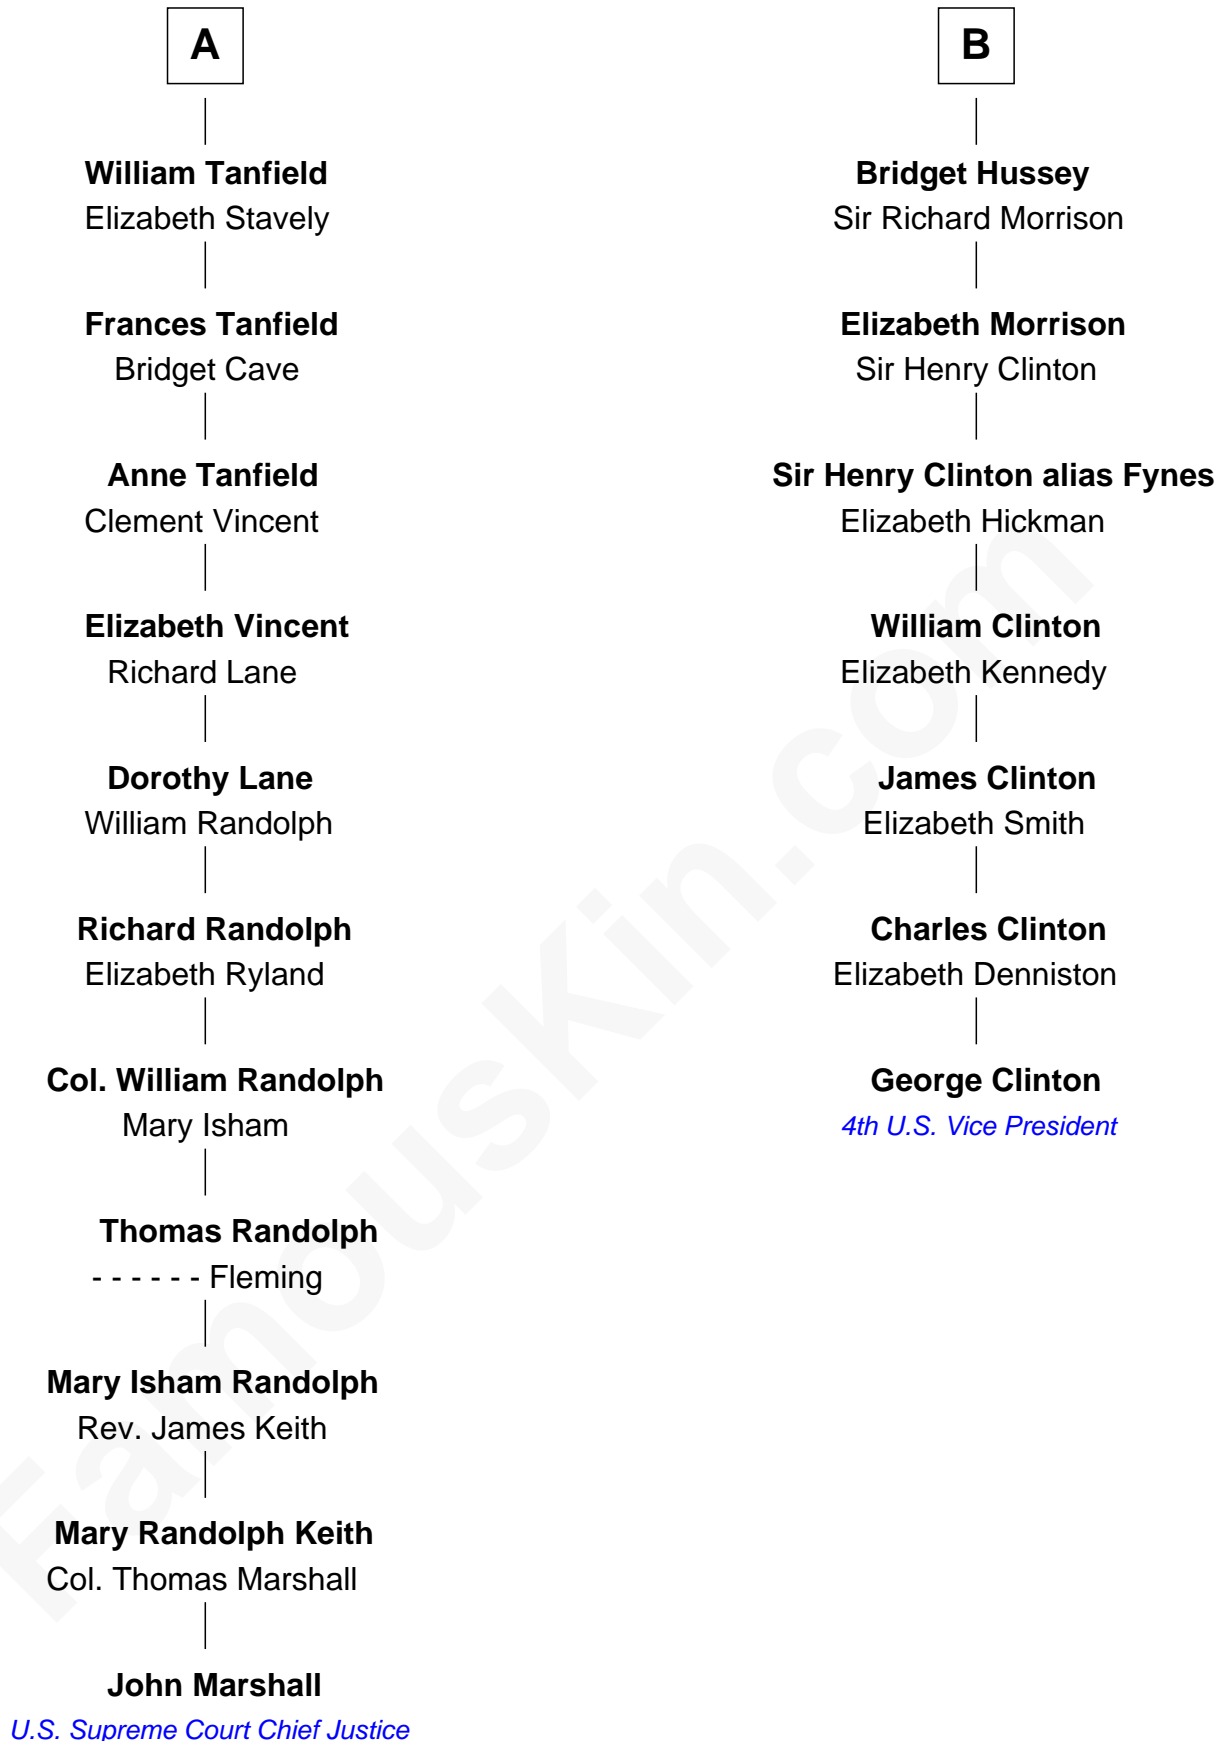 A
William Tanfield
Elizabeth Stavely
Frances Tanfield
Bridget Cave
Anne Tanfield
Clement Vincent
Elizabeth Vincent
Richard Lane
Dorothy Lane
William Randolph
Richard Randolph
Elizabeth Ryland
Col. William Randolph
Mary Isham
Thomas Randolph
- - - - - - Fleming
Mary Isham Randolph
Rev. James Keith
Mary Randolph Keith
Col. Thomas Marshall
John Marshall
U.S. Supreme Court Chief Justice
B
Bridget Hussey
Sir Richard Morrison
Elizabeth Morrison
Sir Henry Clinton
Sir Henry Clinton alias Fynes
Elizabeth Hickman
William Clinton
Elizabeth Kennedy
James Clinton
Elizabeth Smith
Charles Clinton
Elizabeth Denniston
George Clinton
4th U.S. Vice President
FamousKin.com